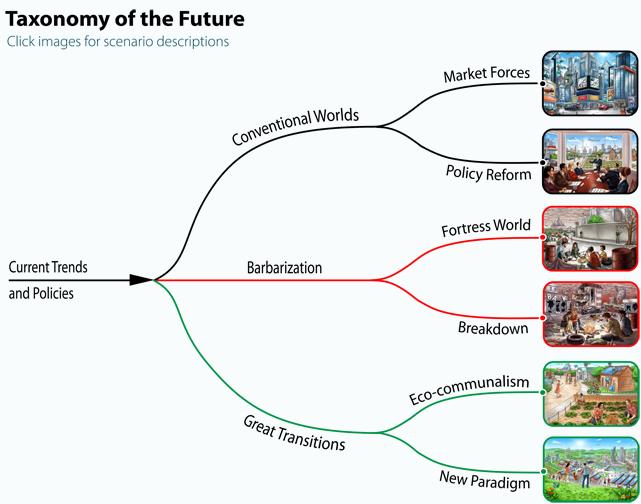 Taxonomy of the Future
Click images for scenario descriptions
Market Forces
Conventional Worlds
Policy Reform
Fortress World
Current Trends
and Policies
Barbarization
Breakdown
Eco-communalism
Great Transitions
New Paradigm